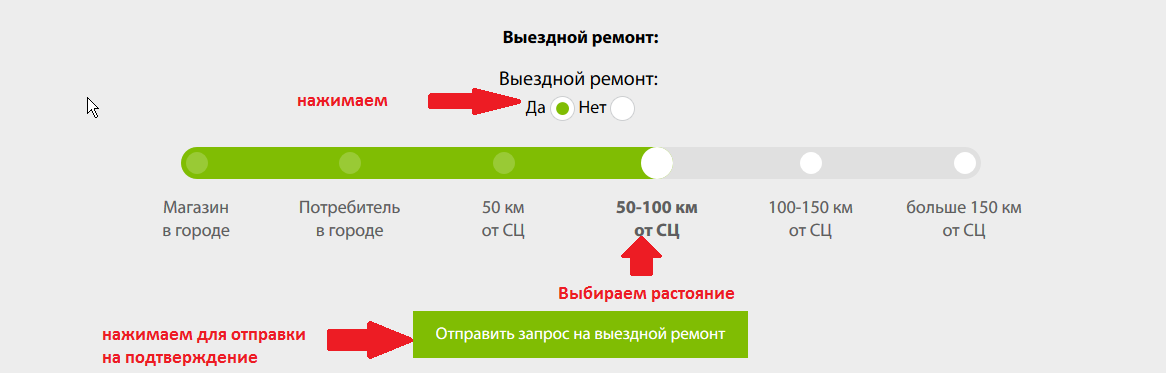 Выездной ремонт:
Выездной ремонт:
нажимаем
Да Нет
Магазин
в городе
Потребитель
в городе
50 км
от СЦ
50-100 км
от СЦ
100-150 км
от СЦ
больше 150 км
от СЦ
Выбираем растояние
нажимаем для отправки
на подтверждение
Отправить запрос на выездной ремонт